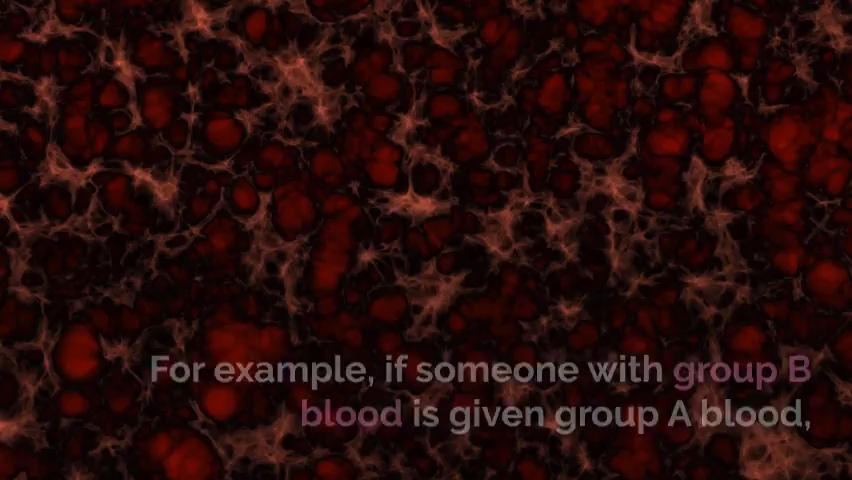 For example, if someone with group B
blood is given group A blood,